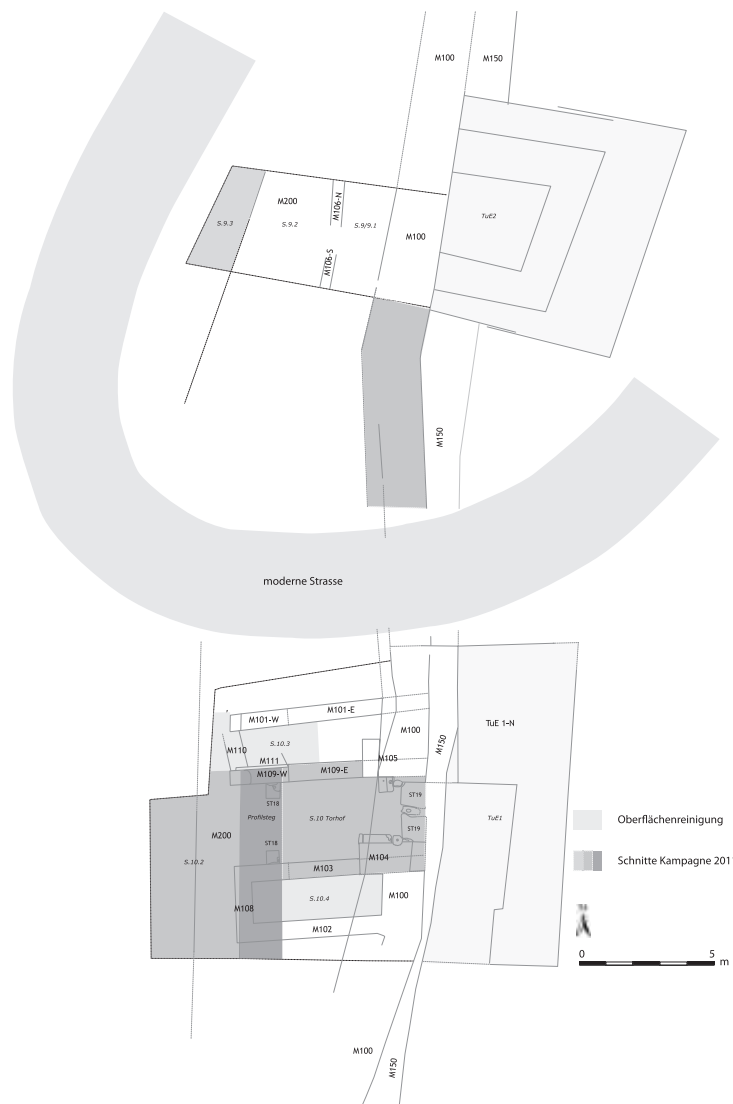 M100
M150
M200
M106-N
S.9.3
S.9.2
S.9/9.1
TuE2
M100
M106-S
M150
moderne Strasse
M101-W
M101-E
M100
TuE 1-N
M110
S.10.3
M150
M111
M105
M109-W
M109-E
ST19
ST18
Profilsteg
S.10 Torhof
TuE1
Oberflächenreinigung
M200
ST19
ST18
S.10.2
M104
Schnitte Kampagne 201
M103
S.10.4
M100
M108
M102
0
5
m
M100
M150